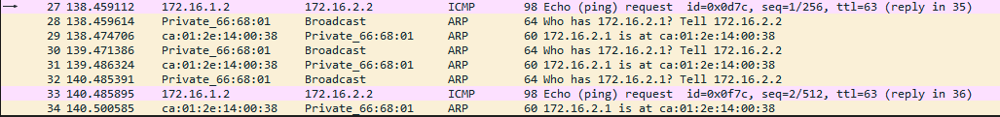 27 138.459112 172.16.1.2 172.16.2.2 ICMP 98 Echo (ping) request id=0x0d7c, seq=1/256, ttl=63 (reply in 35)
28 138.459614 Private_66:68:01 Broadcast ARP 64 Who has 172.16.2.1? Tell 172.16.2.2
29 138.474706 ca:01:2e:14:00:38 Private_66:68:01 ARP 60 172.16.2.1 is at ca:01:2e:14:00:38
30 139.471386 Private_66:68:01 Broadcast ARP 64 Who has 172.16.2.1? Tell 172.16.2.2
31 139.486324 ca:01:2e:14:00:38 Private_66:68:01 ARP 60 172.16.2.1 is at ca:01:2e:14:00:38
32 140.485391 Private_66:68:01 Broadcast ARP 64 Who has 172.16.2.1? Tell 172.16.2.2
33 140.485895 172.16.1.2 172.16.2.2 ICMP 98 Echo (ping) request id=0x0f7c, seq=2/512, ttl=63 (reply in 36)
34 140.500585 ca:01:2e:14:00:38 Private_66:68:01 ARP 60 172.16.2.1 is at ca:01:2e:14:00:38